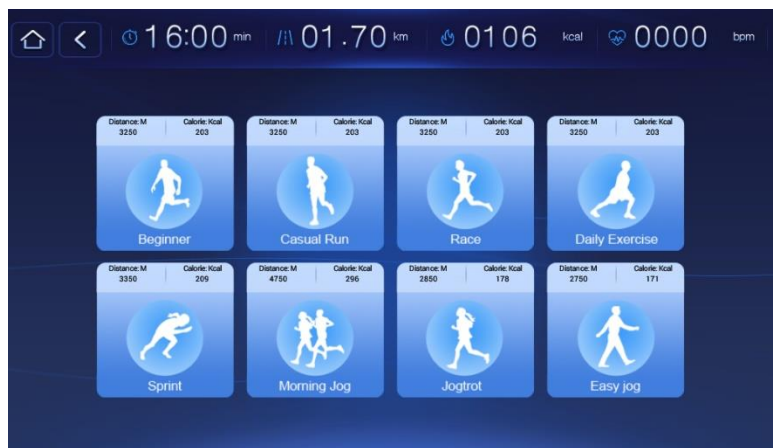 16:00 min 01.70 km 0106 kcal 0000 bpm
Distance: M Calorie: Kcal Distance: M Calorie: Kcal Distance: M Calorie: Kcal Distance: M Calorie: Kcal
3250 203 3250 203 3250 203 3250 203
Beginner Casual Run Race Daily Exercise
Distance: M Calorie: Kcal Distance: M Calorie: Kcal Distance: M Calorie: Kcal Distance: M Calorie: Kcal
3350 209 4750 296 2850 178 2750 171
Sprint Morning Jog Jogtrot Easy jog